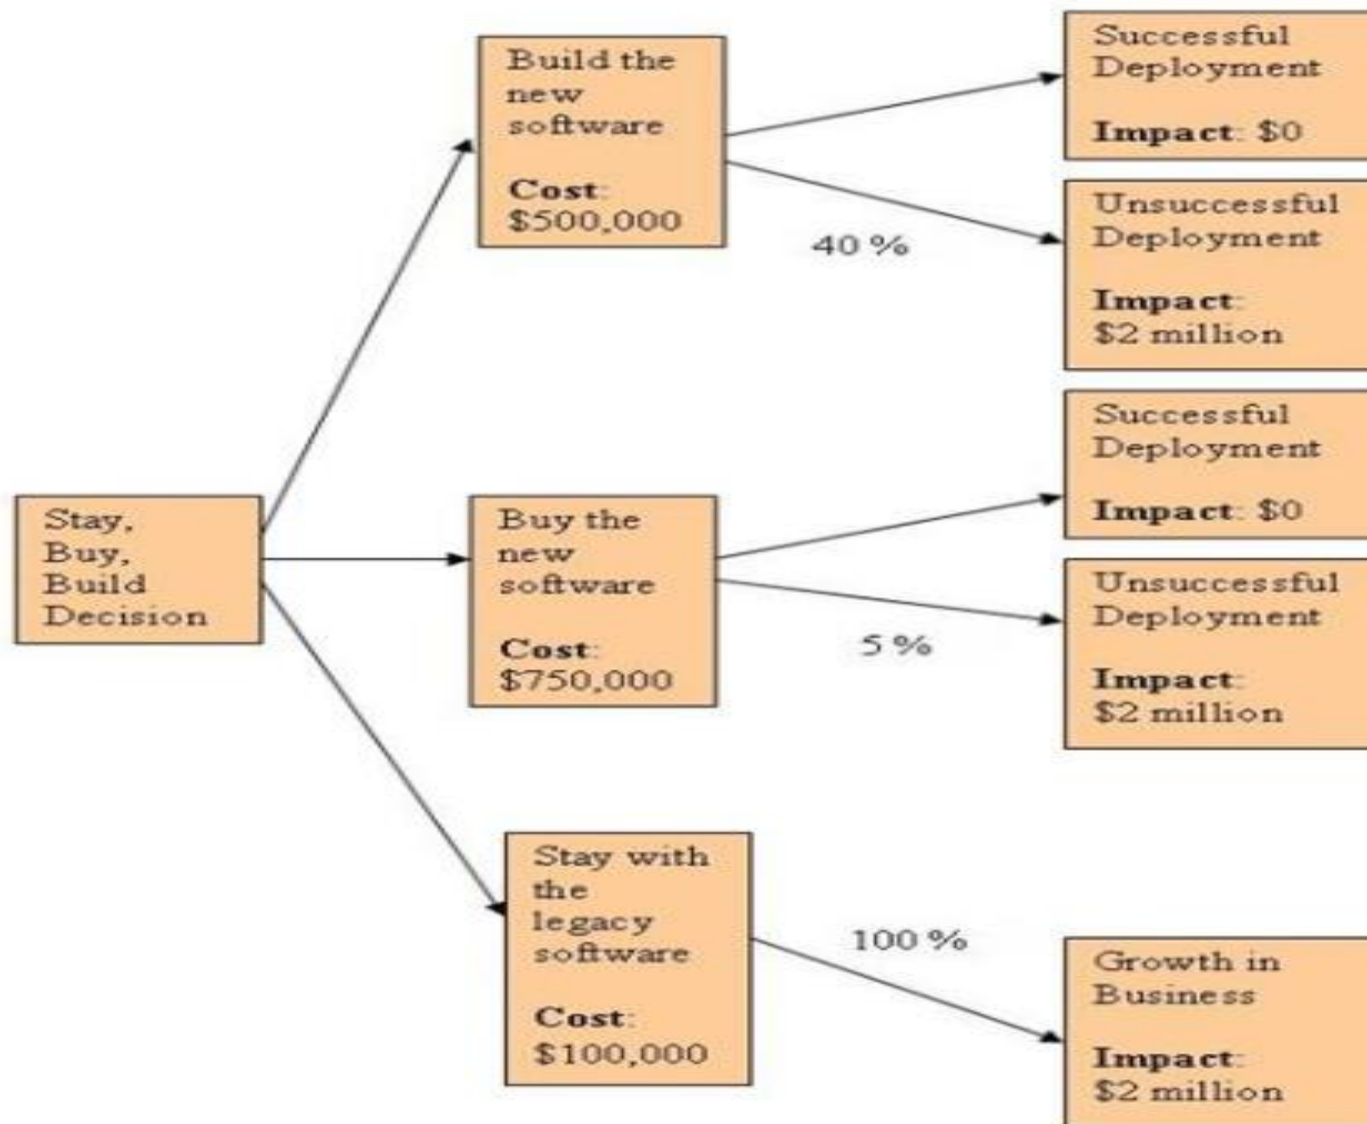 Stay,
Buy,
Build
Decision
Build the
new
software
Cost:
$500,000
40 %
Successful
Deployment
Impact: $0
Unsuccessful
Deployment
Impact:
$2 million
Buy the
new
software
Cost:
$750,000
5 %
Successful
Deployment
Impact: $0
Unsuccessful
Deployment
Impact:
$2 million
Stay with
the
legacy
software
Cost:
$100,000
100 %
Growth in
Business
Impact:
$2 million